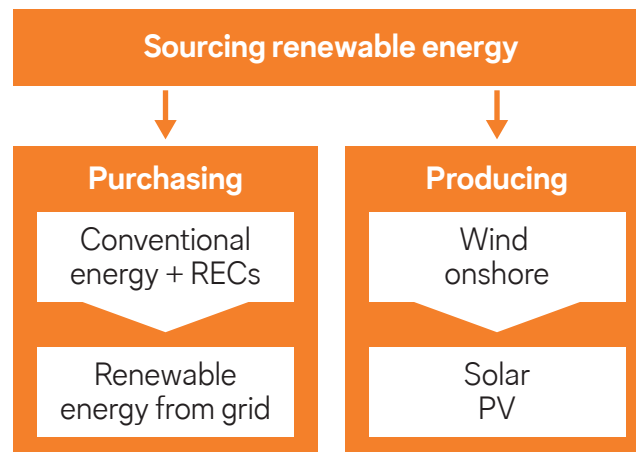 Sourcing renewable energy
Purchasing
Conventional
energy + RECs
Renewable
energy from grid
Producing
Wind
onshore
Solar
PV